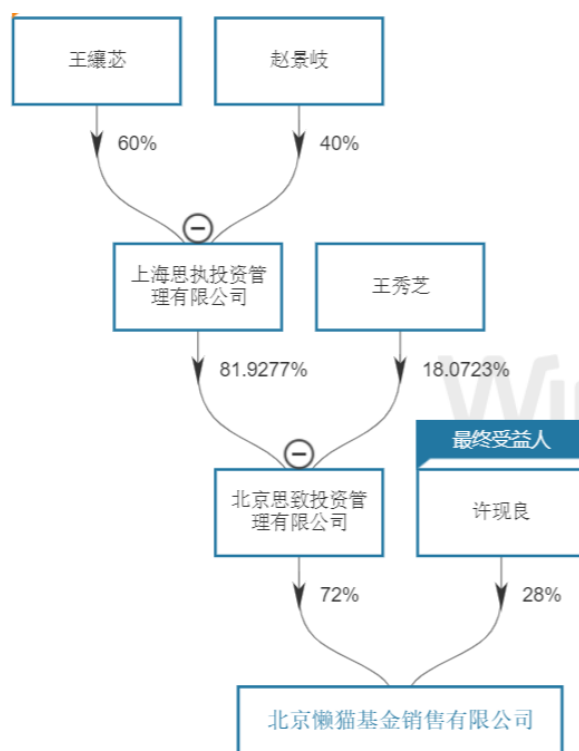 王纕苾
赵景岐
60%
40%
上海思执投资管
理有限公司
王秀芝
81.9277%
18.0723%
最终受益人
北京思致投资管
理有限公司
许现良
72%
28%
北京懒猫基金销售有限公司